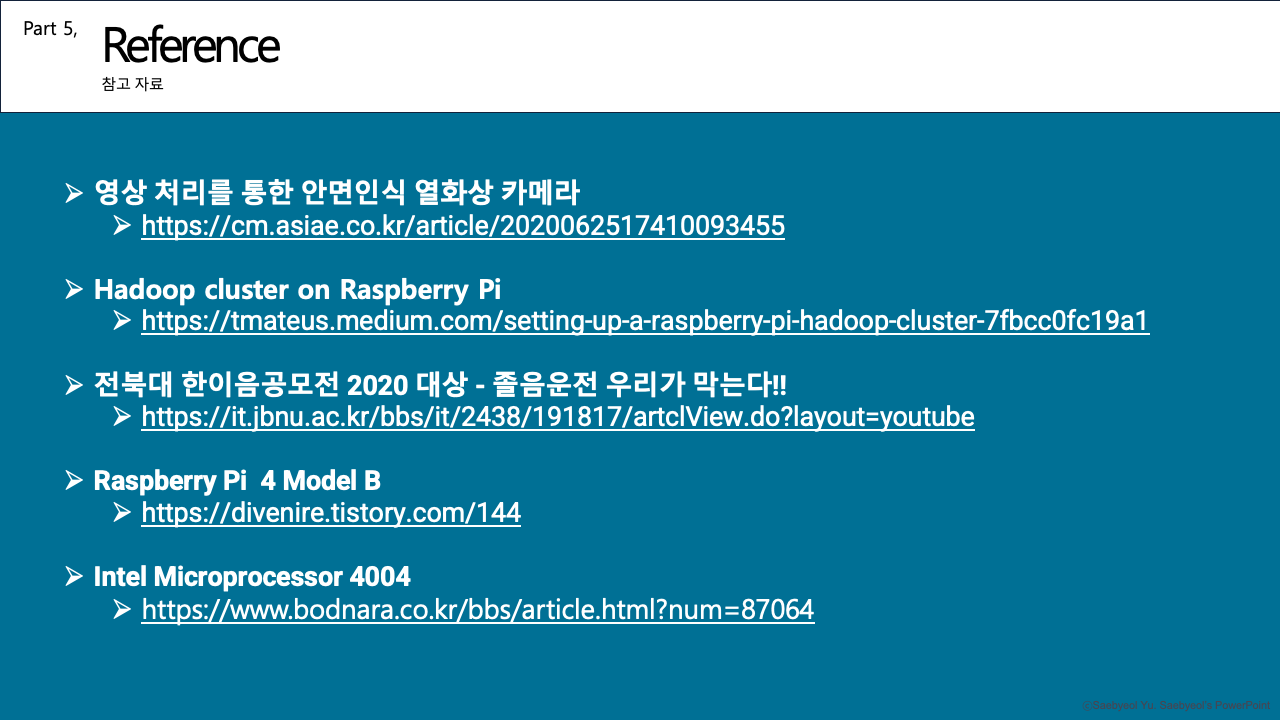 Part 5,
Reference
참고 자료
영상 처리를 통한 안면인식 열화상 카메라
https://cm.asiae.co.kr/article/2020062517410093455
Hadoop cluster on Raspberry Pi
https://tmateus.medium.com/setting-up-a-raspberry-pi-hadoop-cluster-7fbcc0fc19a1
전북대 한이음공모전 2020 대상 - 졸음운전 우리가 막는다!!
https://it.jbnu.ac.kr/bbs/it/2438/191817/artclView.do?layout=youtube
Raspberry Pi  4 Model B
https://divenire.tistory.com/144
Intel Microprocessor 4004
https://www.bodnara.co.kr/bbs/article.html?num=87064
©Saebyeol Yu. Saebyeol's PowerPoint